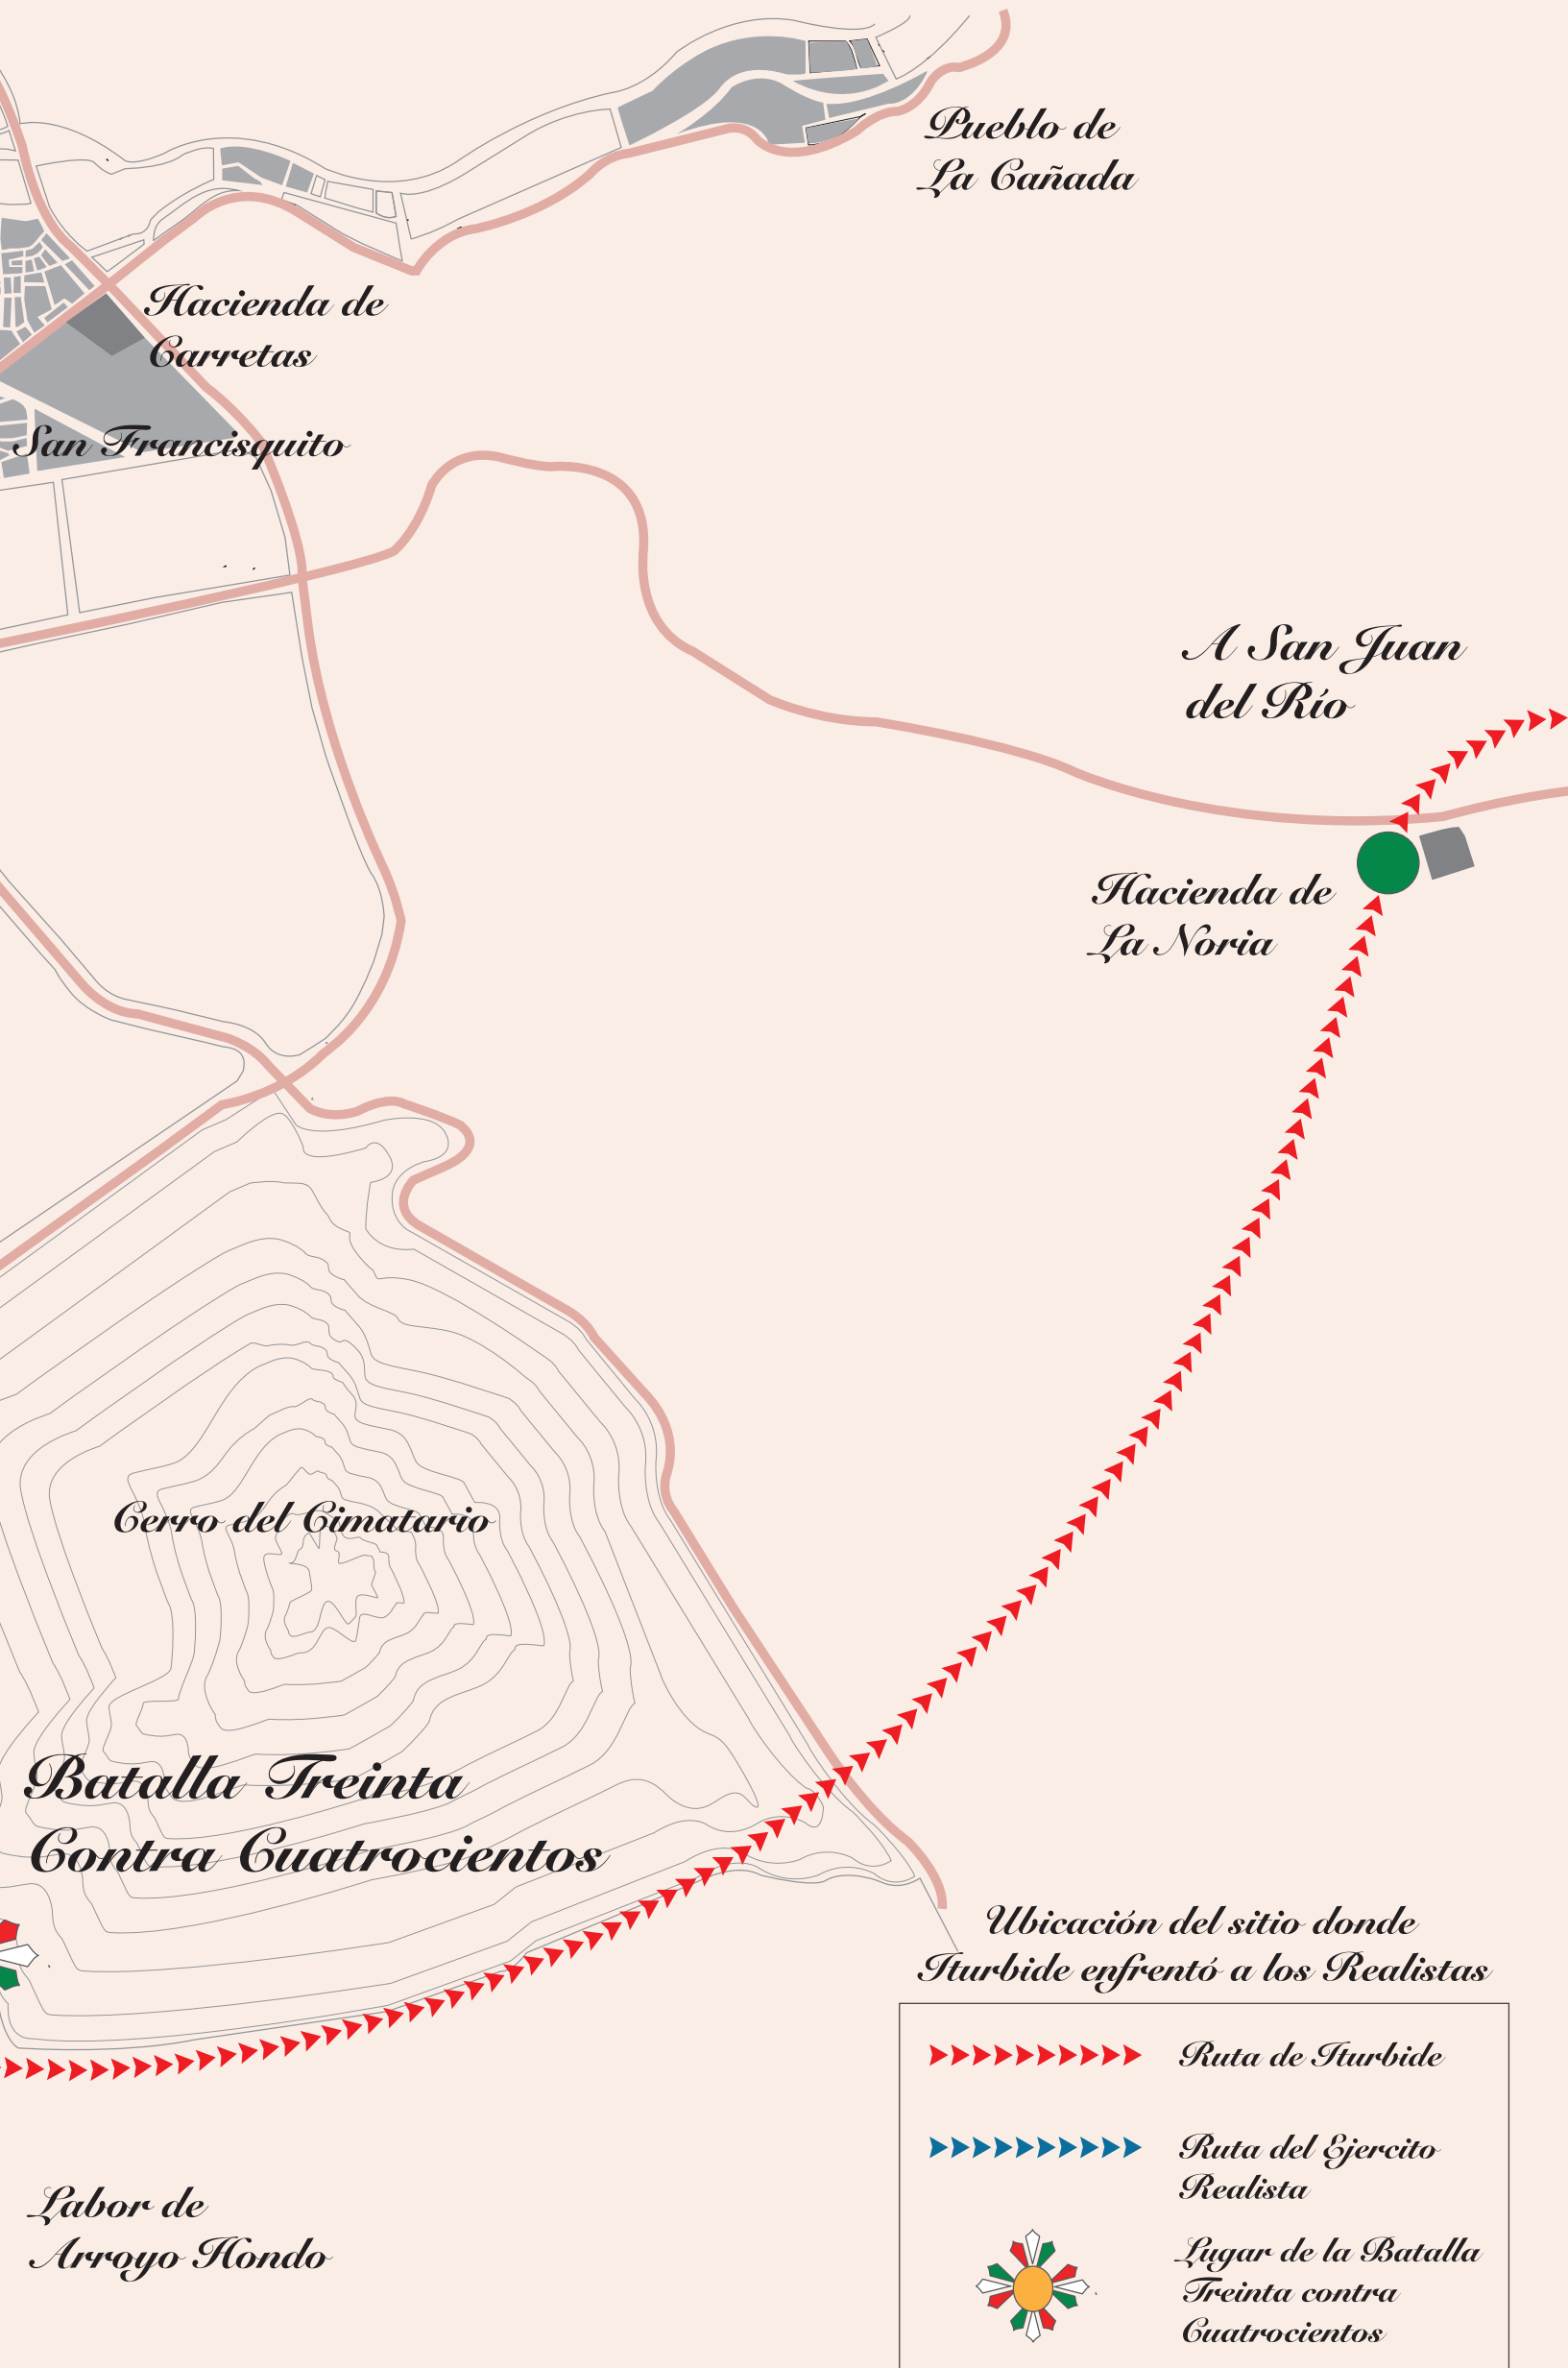 Pueblo de
La Cañada
Hacienda de
Carretas
San Francisquito
A San Juan
del Río
Hacienda de
La Noria
Cerro del Cimatario
Batalla Treinta
Contra Cuatrocientos
Ubicación del sitio donde
Iturbide enfrentó a los Realistas
Ruta de Iturbide
Ruta del Ejercito
Realista
Lugar de la Batalla
Treinta contra
Cuatrocientos
Labor de
Arroyo Hondo